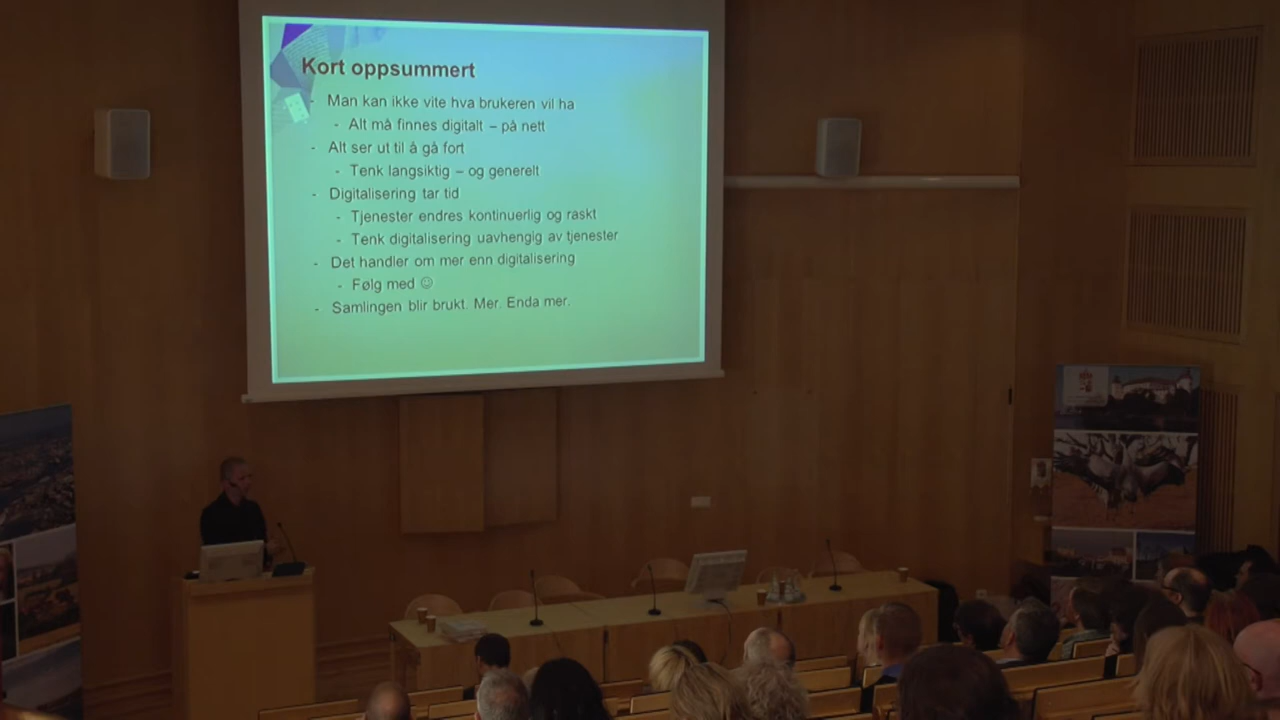 Kort oppsummert
- Man kan ikke vite hva brukeren vil ha
- Alt må finnes digitalt – på nett
- Alt ser ut til å gå fort
- Tenk langsiktig – og generelt
- Digitalisering tar tid
- Tjenester endres kontinuerlig og raskt
- Tenk digitalisering uavhengig av tjenester
- Det handler om mer enn digitalisering
- Følg med ☺
- Samlingen blir brukt. Mer. Enda mer.